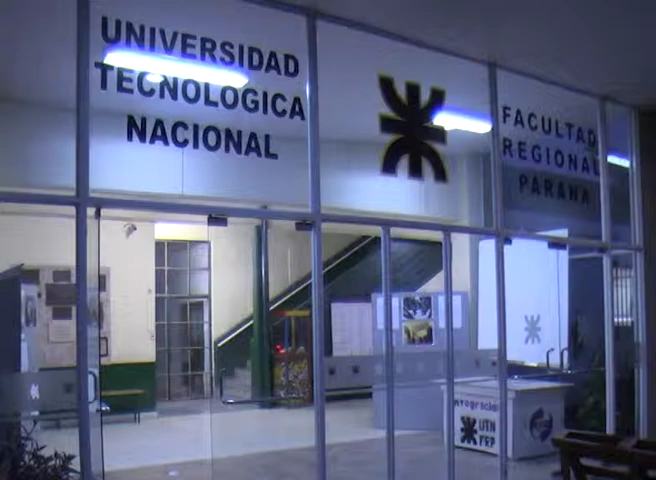 UNIVERSIDAD
TECNOLOGICA
NACIONAL
FACULTAD
REGIONAL
PARANA
UTN
FRP